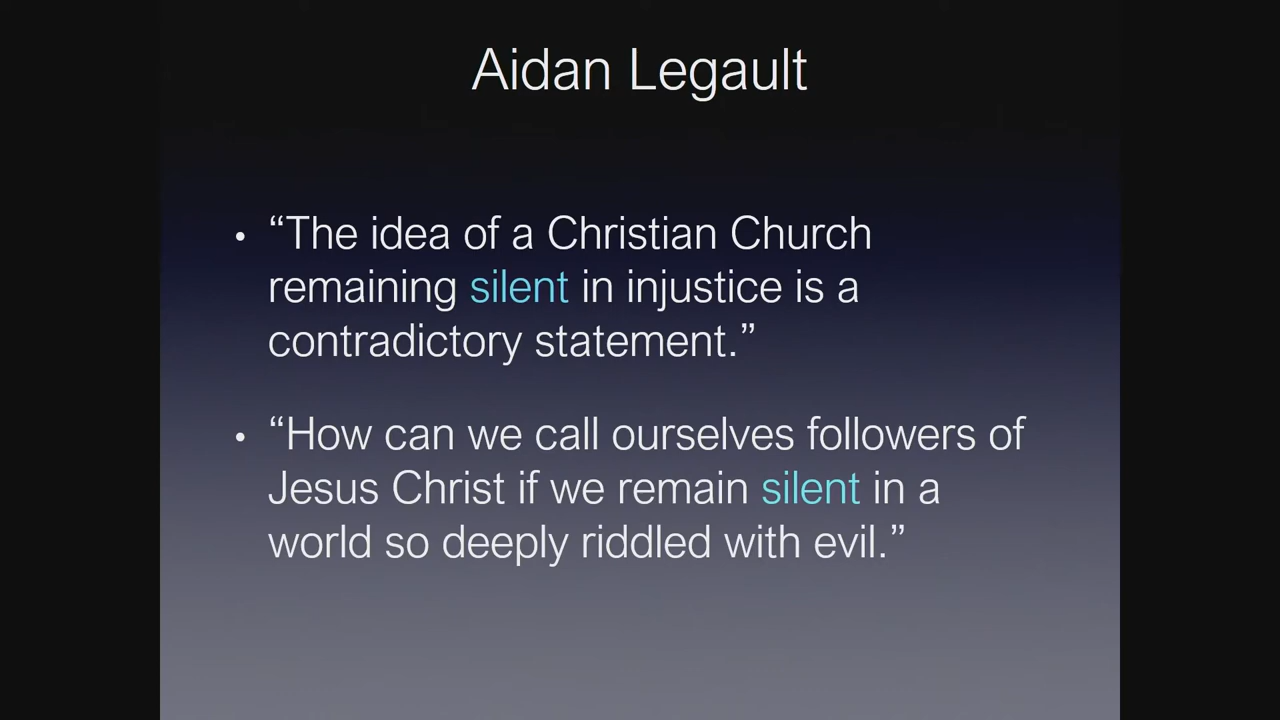 Aidan Legault
• “The idea of a Christian Church
remaining silent in injustice is a
contradictory statement.”
• “How can we call ourselves followers of
Jesus Christ if we remain silent in a
world so deeply riddled with evil.”